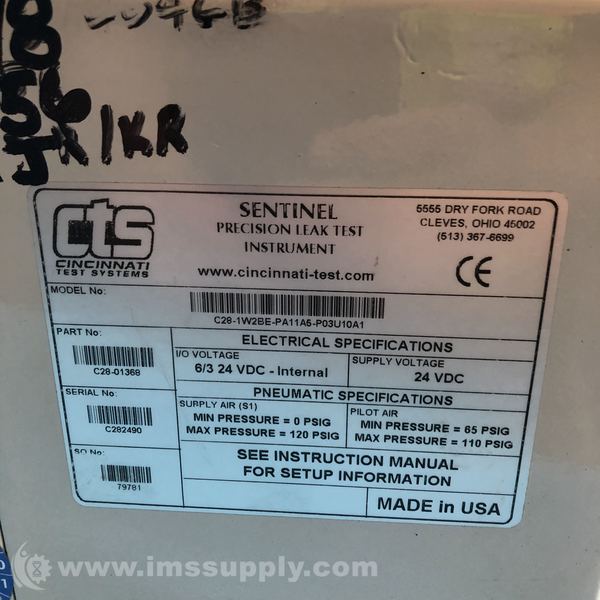 56
1KR
cts
CINCINNATI
TEST SYSTEMS
SENTINEL
PRECISION LEAK TEST
INSTRUMENT
www.cincinnati-test.com
5555 DRY FORK ROAD
CLEVES, OHIO 45002
(513) 367-6699
CE
MODEL No:
C28-1W2BE-PA11A5-P03U10A1
PART No:
C28-01368
ELECTRICAL SPECIFICATIONS
I/O VOLTAGE
6/3 24 VDC - Internal
SUPPLY VOLTAGE
24 VDC
PNEUMATIC SPECIFICATIONS
SERIAL No:
C282490
SUPPLY AIR (S1)
MIN PRESSURE = 0 PSIG
MAX PRESSURE = 120 PSIG
PILOT AIR
MIN PRESSURE = 65 PSIG
MAX PRESSURE = 110 PSIG
SO No:
79781
SEE INSTRUCTION MANUAL
FOR SETUP INFORMATION
MADE in USA
www.imssupply.com